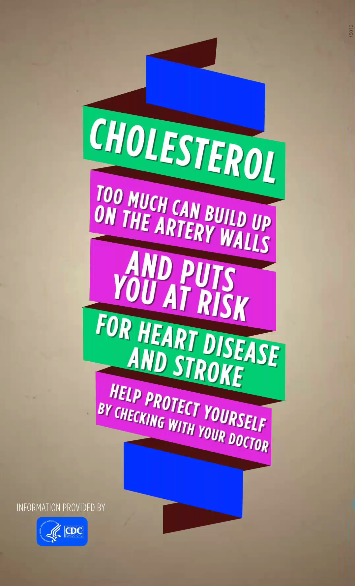 CHOLESTEROL
TOO MUCH CAN BUILD UP
ON THE ARTERY WALLS
AND PUTS
YOU AT RISK
FOR HEART DISEASE
AND STROKE
HELP PROTECT YOURSELF
BY CHECKING WITH YOUR DOCTOR
INFORMATION PROVIDED BY
CDC